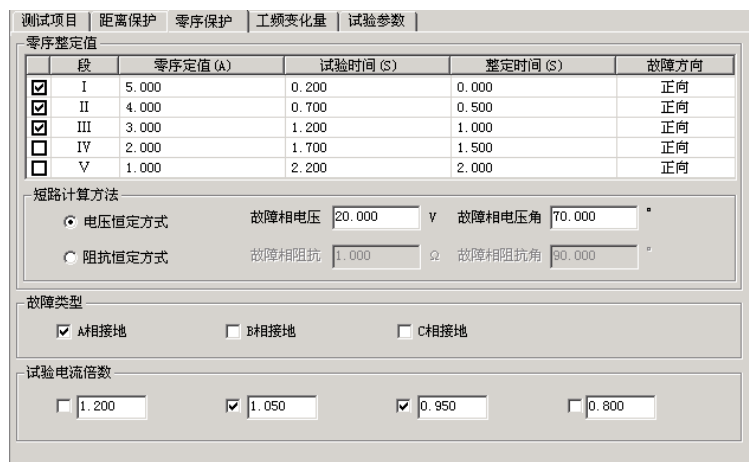 测试项目 距离保护 零序保护 工频变化量 试验参数
零序整定值
段 零序定值(A) 试验时间(S) 整定时间(S) 故障方向
I 5.000 0.200 0.000 正向
II 4.000 0.700 0.500 正向
III 3.000 1.200 1.000 正向
IV 2.000 1.700 1.500 正向
V 1.000 2.200 2.000 正向
短路计算方法
电压恒定方式 故障相电压 20.000 V 故障相电压角 70.000 °
阻抗恒定方式 故障相阻抗 1.000 Ω 故障相阻抗角 90.000 °
故障类型
A相接地 B相接地 C相接地
试验电流倍数
1.200 1.050 0.950 0.800